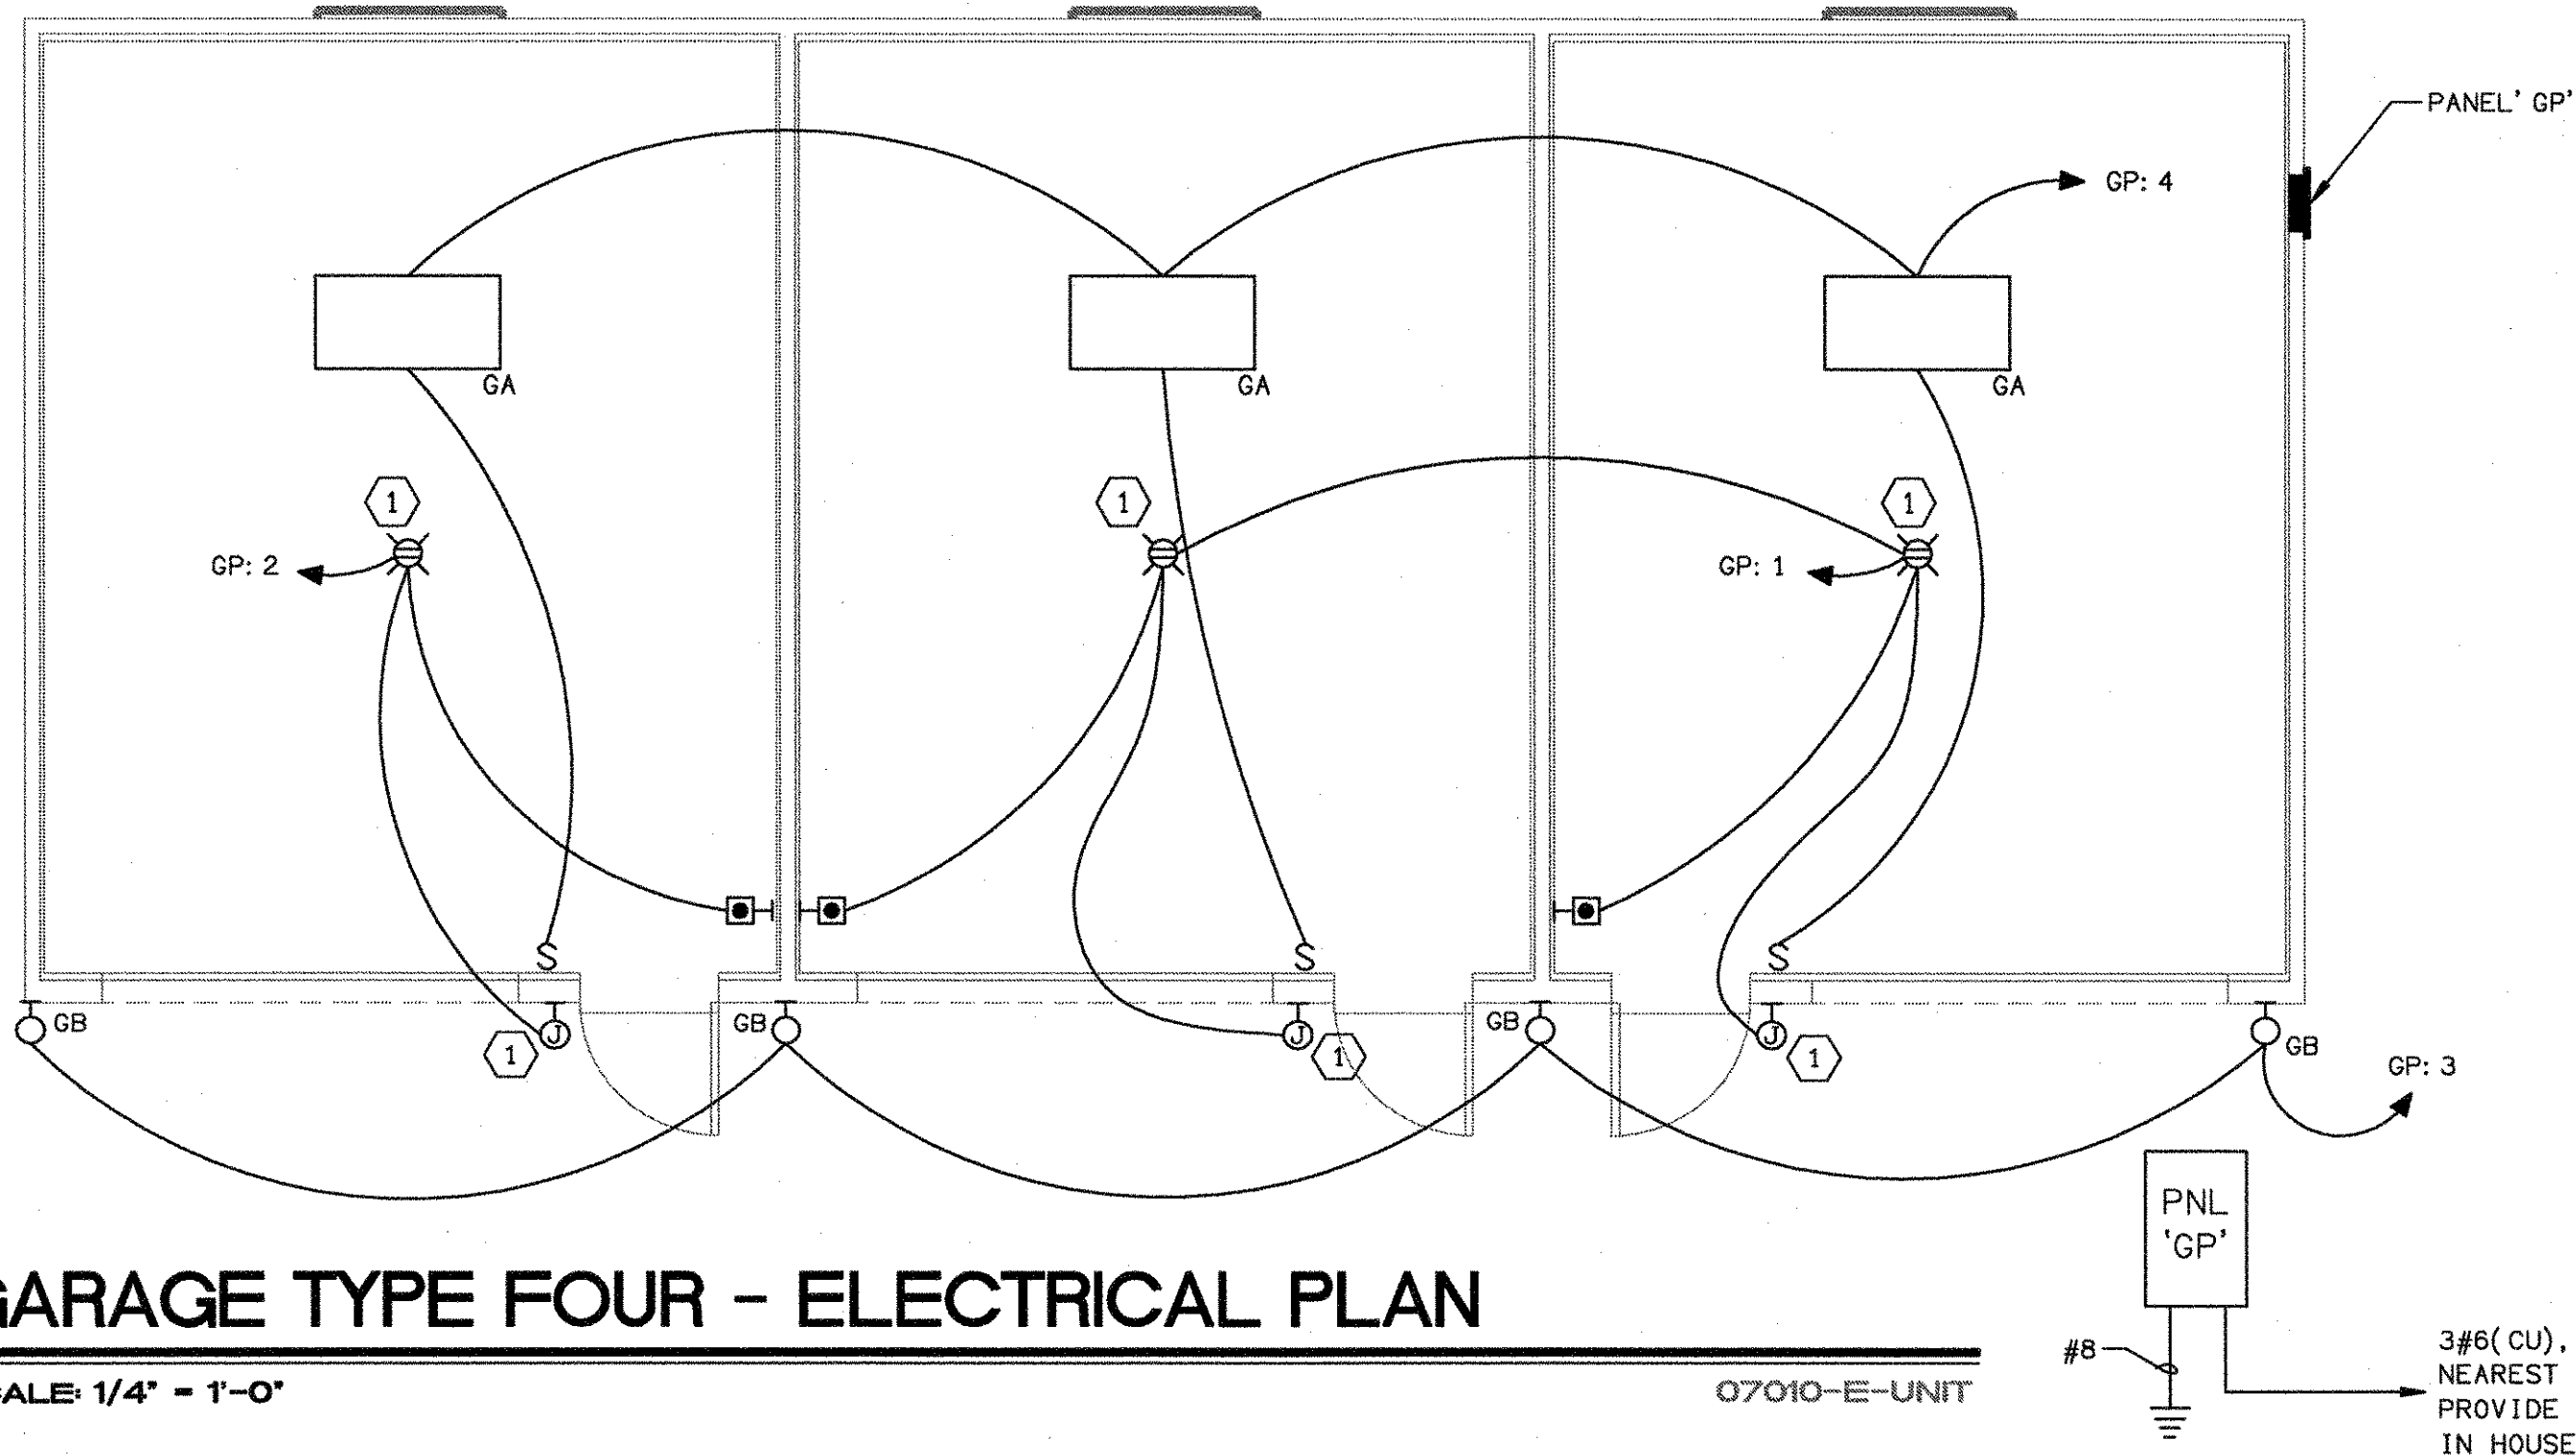 PANEL' GP'
GP: 4
GA
GA
GA
1
1
1
GP: 2
GP: 1
S
S
S
GB
GB
GB
GB
J
J
J
1
1
1
GP: 3
PNL
'GP'
GARAGE TYPE FOUR - ELECTRICAL PLAN
SCALE: 1/4" = 1'-0"
07010-E-UNIT
#8
3#6(CU),
NEAREST
PROVIDE
IN HOUSE